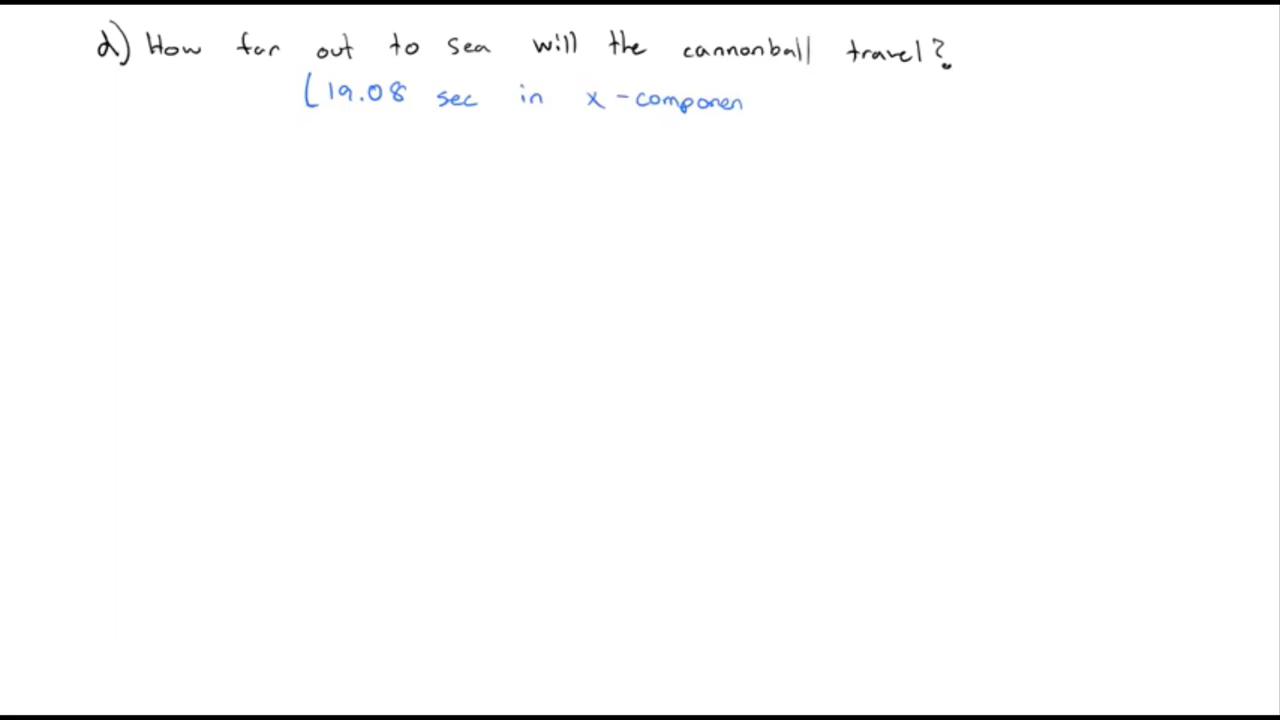 d) How far out to sea will the cannonball travel?
(19.08 sec in x-componen